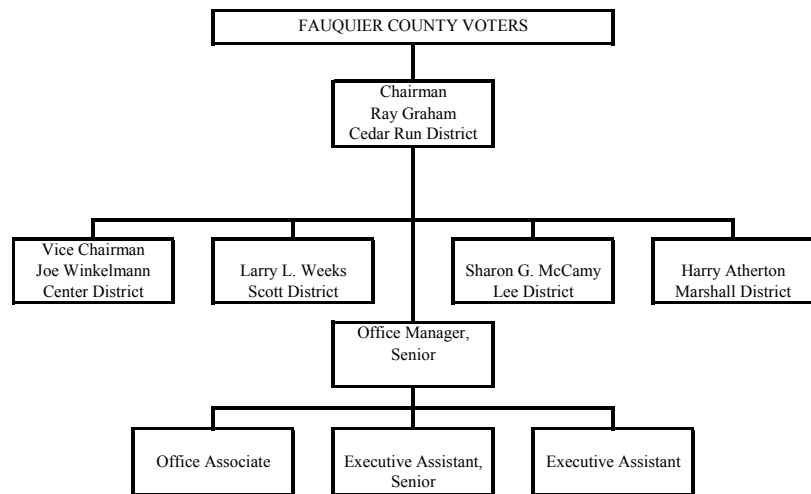 FAUQUIER COUNTY VOTERS
Chairman
Ray Graham
Cedar Run District
Vice Chairman
Joe Winkelmann
Center District
Larry L. Weeks
Scott District
Sharon G. McCamy
Lee District
Harry Atherton
Marshall District
Office Manager,
Senior
Office Associate
Executive Assistant,
Senior
Executive Assistant